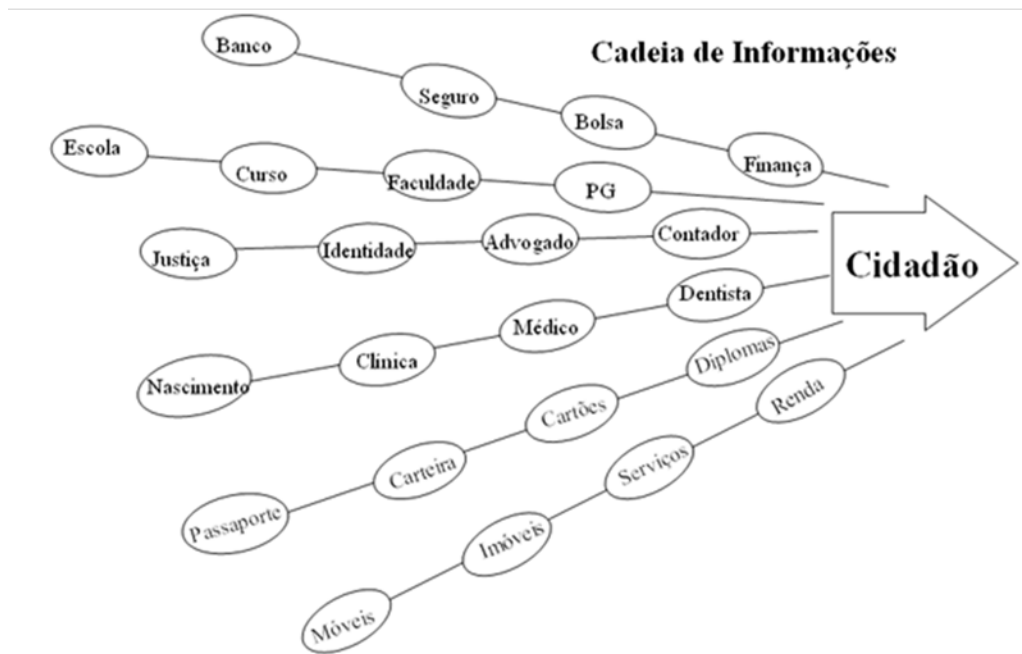 Cadeia de Informações
Banco
Seguro
Bolsa
Finança
Escola
Curso
Faculdade
PG
Justiça
Identidade
Advogado
Contador
Cidadão
Nascimento
Clínica
Médico
Dentista
Passaporte
Carteira
Cartões
Diplomas
Móveis
Imóveis
Serviços
Renda